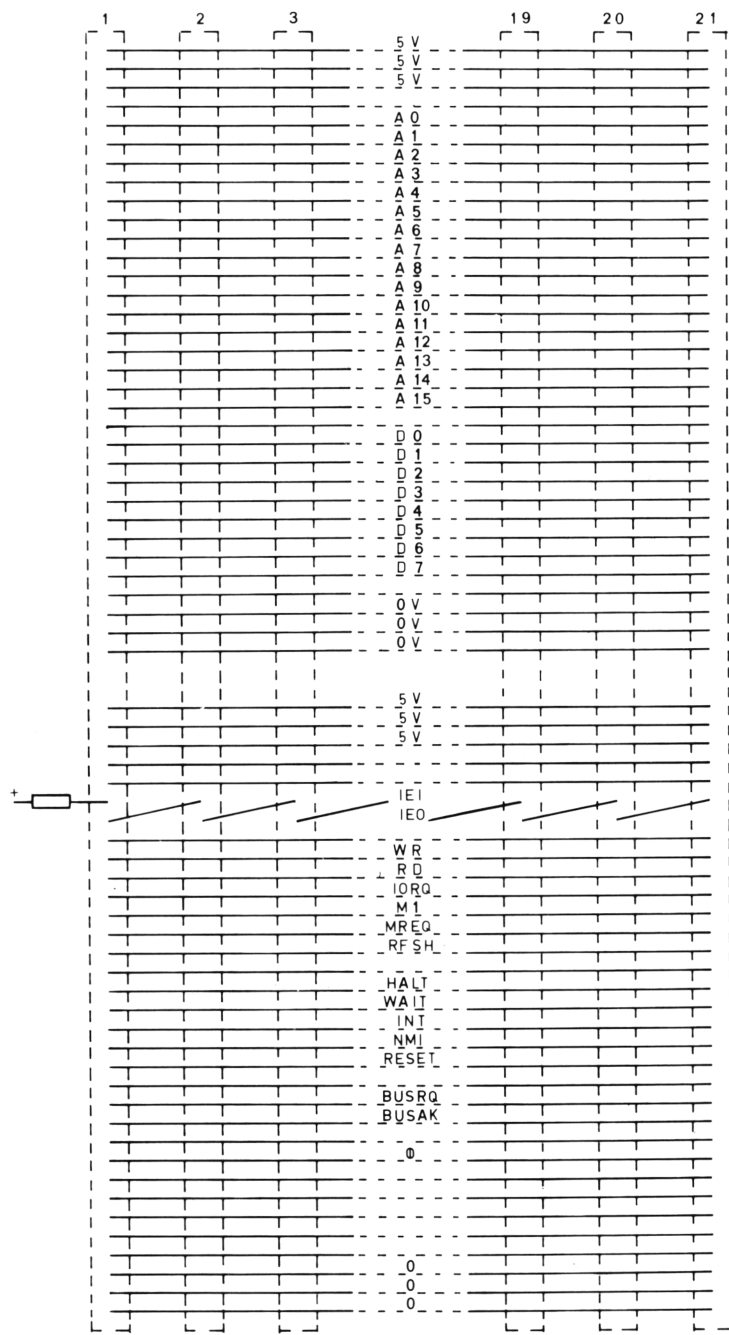 1 2 3 19 20 21
5 V
5 V
5 V
A 0
A 1
A 2
A 3
A 4
A 5
A 6
A 7
A 8
A 9
A 10
A 11
A 12
A 13
A 14
A 15
D 0
D 1
D 2
D 3
D 4
D 5
D 6
D 7
0 V
0 V
0 V
5 V
5 V
5 V
+
IEI
IEO
WR
RD
IORQ
M1
MREQ
RFSH
HALT
WAIT
INT
NMI
RESET
BUSRQ
BUSAK
Φ
0
0
0